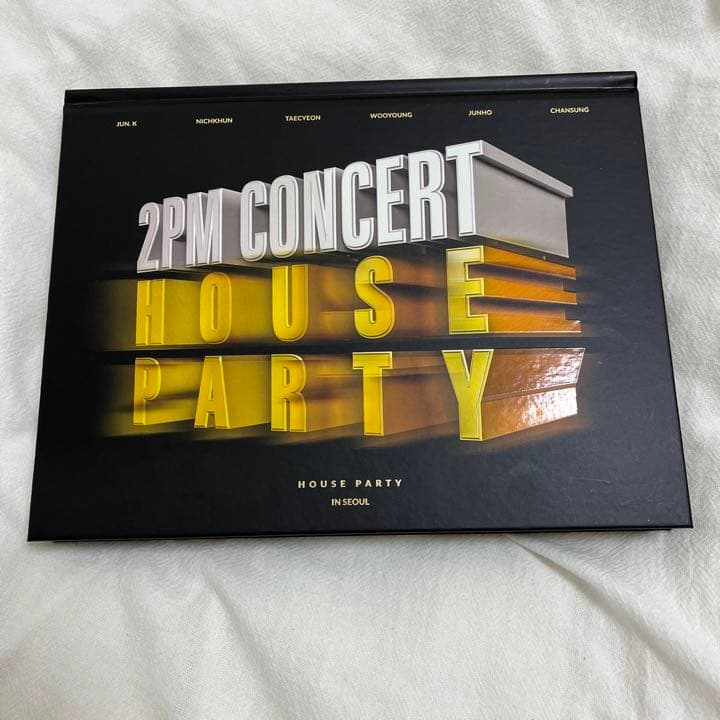 JUN. K NICHKHUN TAECYEON WOOYOUNG JUNHO CHANSUNG
2PM CONCERT
HOUSE
PARTY
HOUSE PARTY
IN SEOUL